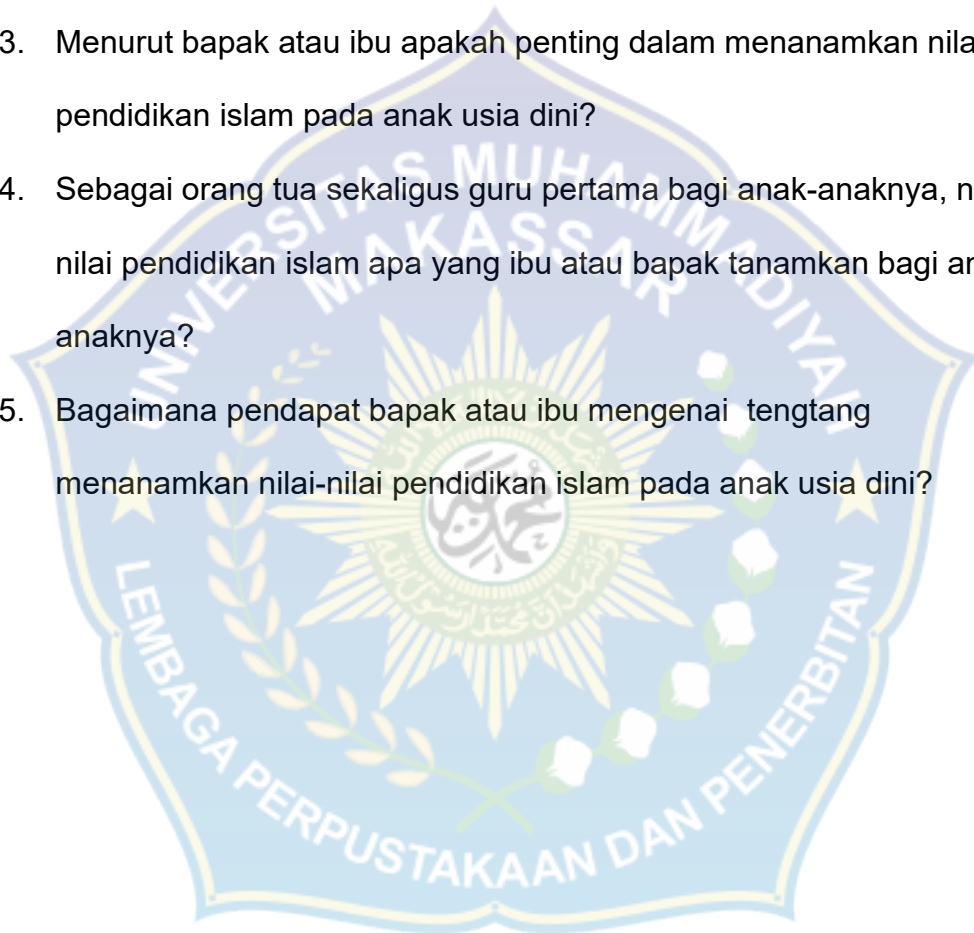 3. Menurut bapak atau ibu apakah penting dalam menanamkan nila
pendidikan islam pada anak usia dini?
4. Sebagai orang tua sekaligus guru pertama bagi anak-anaknya, n
nilai pendidikan islam apa yang ibu atau bapak tanamkan bagi an
anaknya?
5. Bagaimana pendapat bapak atau ibu mengenai tengtang
menanamkan nilai-nilai pendidikan islam pada anak usia dini?
UNIVERSITAS MUHAMMADIYAH
MAKASSAR
LEMBAGA PERPUSTAKAAN DAN PENERBITAN